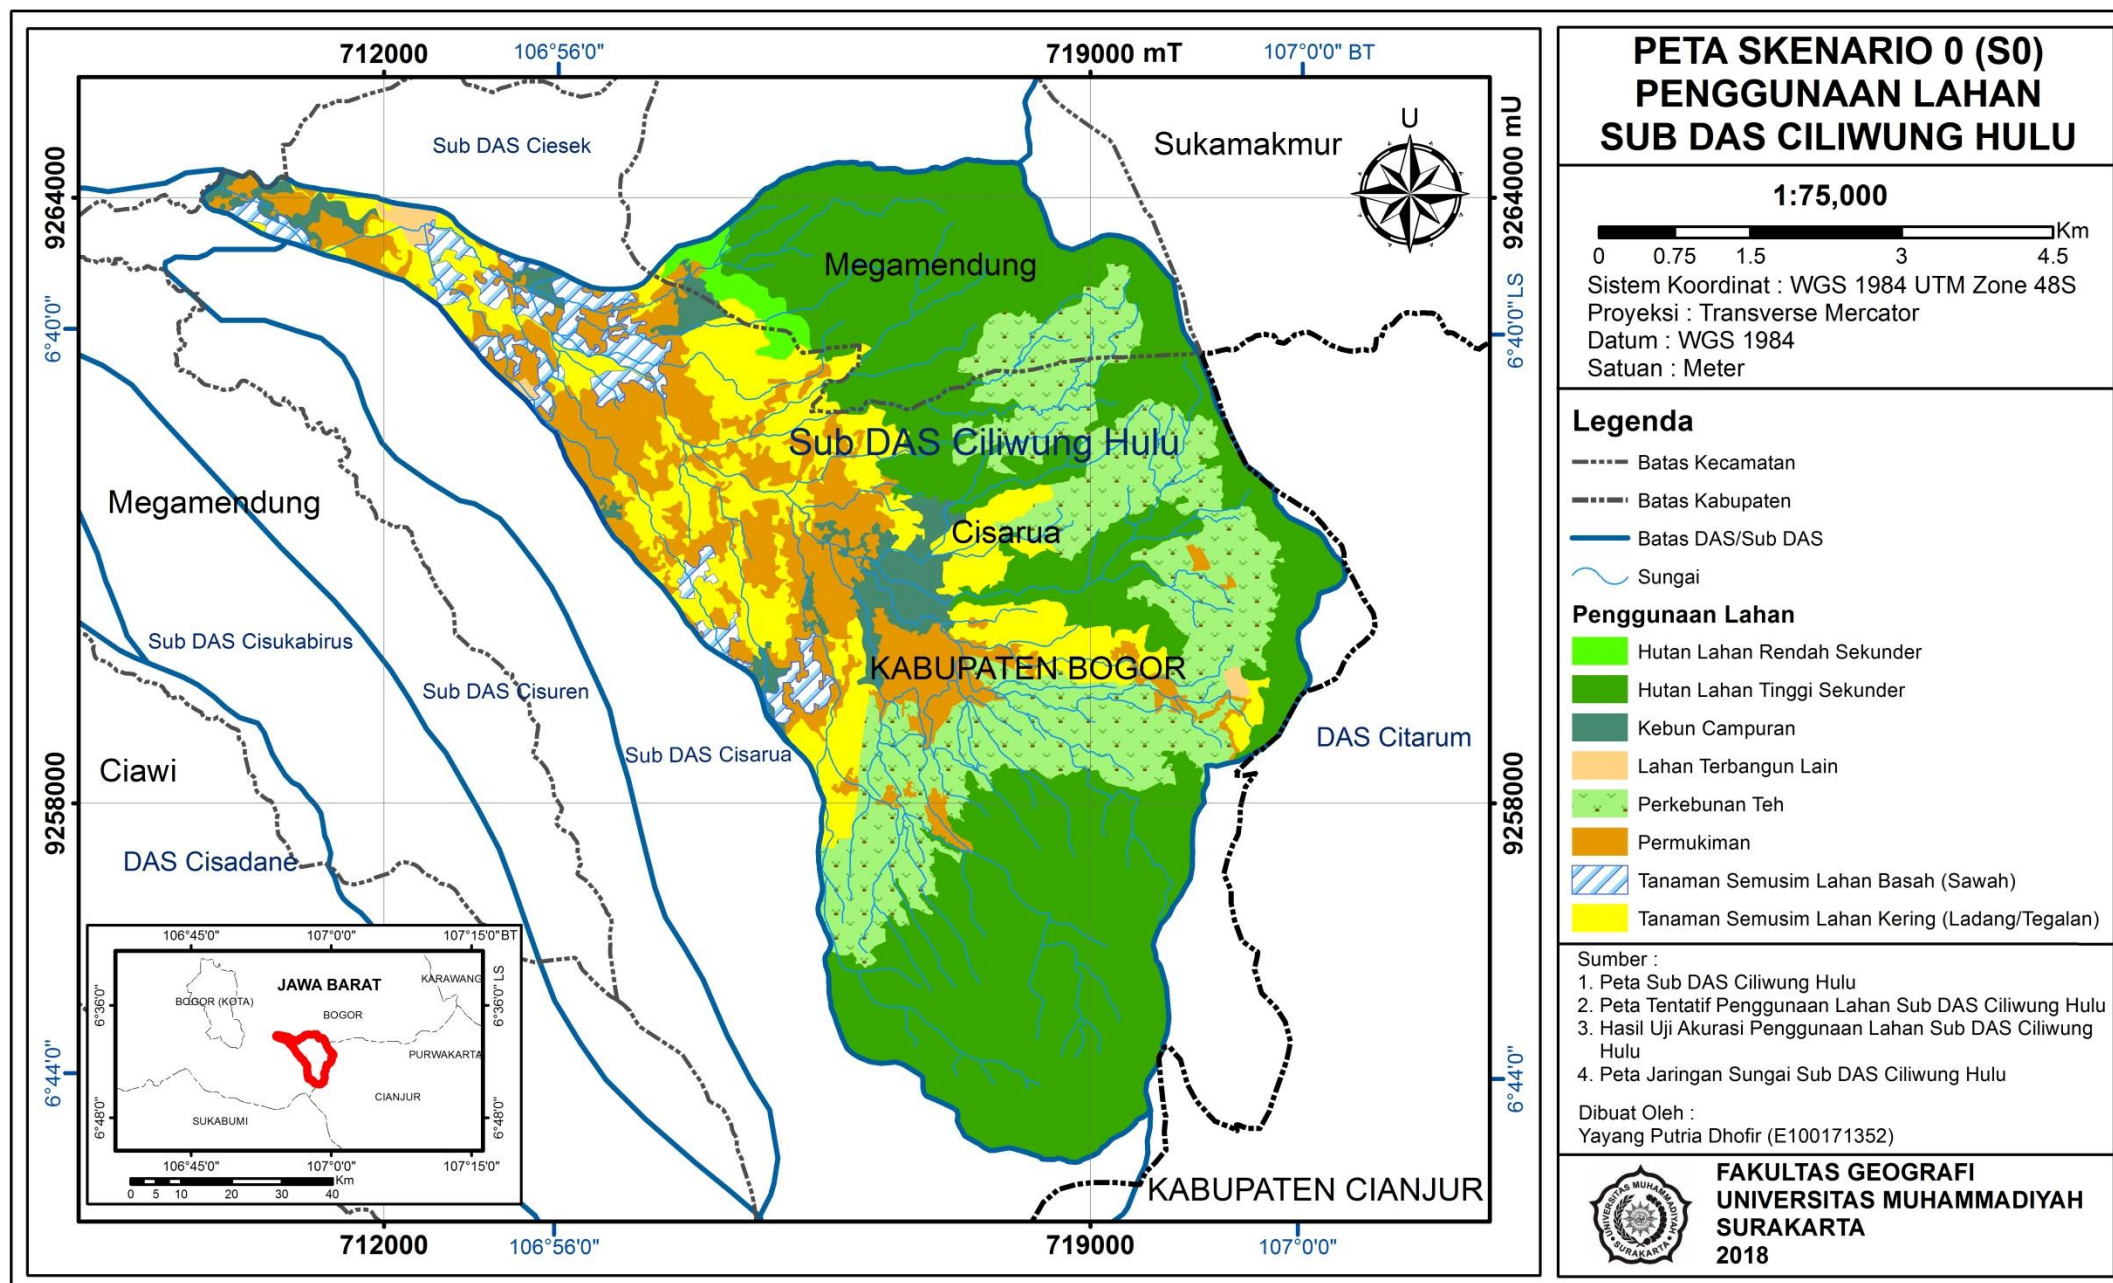 712000
106°56'0"
719000 mT
107°0'0" BT
9264000
9264000 mU
6°40'0"
6°40'0" LS
9258000
9258000
6°44'0"
6°44'0"
712000
106°56'0"
719000
107°0'0"
U
Sub DAS Ciesek
Sukamakmur
Megamendung
Sub DAS Ciliwung Hulu
Megamendung
Cisarua
Sub DAS Cisukabirus
KABUPATEN BOGOR
Sub DAS Cisuren
DAS Citarum
Sub DAS Cisarua
Ciawi
DAS Cisadane
KABUPATEN CIANJUR
106°45'0"
107°0'0"
107°15'0"BT
6°36'0"
6°36'0" LS
6°48'0"
6°48'0"
JAWA BARAT
KARAWANG
BOGOR (KOTA)
BOGOR
PURWAKARTA
CIANJUR
SUKABUMI
106°45'0"
107°0'0"
107°15'0"
Km
0 5 10 20 30 40
PETA SKENARIO 0 (S0)
PENGGUNAAN LAHAN
SUB DAS CILIWUNG HULU
1:75,000
Km
0 0.75 1.5 3 4.5
Sistem Koordinat : WGS 1984 UTM Zone 48S
Proyeksi : Transverse Mercator
Datum : WGS 1984
Satuan : Meter
Legenda
Batas Kecamatan
Batas Kabupaten
Batas DAS/Sub DAS
Sungai
Penggunaan Lahan
Hutan Lahan Rendah Sekunder
Hutan Lahan Tinggi Sekunder
Kebun Campuran
Lahan Terbangun Lain
Perkebunan Teh
Permukiman
Tanaman Semusim Lahan Basah (Sawah)
Tanaman Semusim Lahan Kering (Ladang/Tegalan)
Sumber :
1. Peta Sub DAS Ciliwung Hulu
2. Peta Tentatif Penggunaan Lahan Sub DAS Ciliwung Hulu
3. Hasil Uji Akurasi Penggunaan Lahan Sub DAS Ciliwung
Hulu
4. Peta Jaringan Sungai Sub DAS Ciliwung Hulu
Dibuat Oleh :
Yayang Putria Dhofir (E100171352)
UNIVERSITAS MUHAMMADIYAH
SURAKARTA
FAKULTAS GEOGRAFI
UNIVERSITAS MUHAMMADIYAH
SURAKARTA
2018